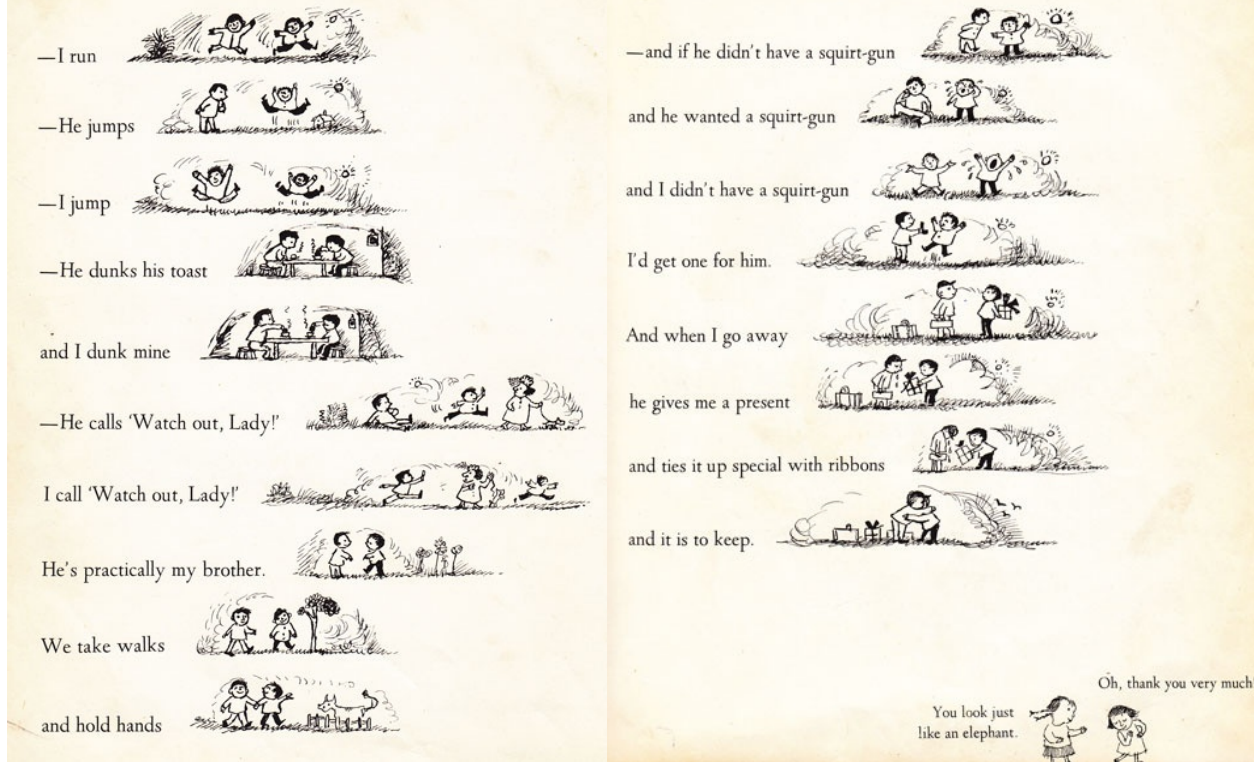 —I run
—He jumps
—I jump
—He dunks his toast
and I dunk mine
—He calls ‘Watch out, Lady!’
I call ‘Watch out, Lady!’
He's practically my brother.
We take walks
and hold hands
—and if he didn't have a squirt-gun
and he wanted a squirt-gun
and I didn't have a squirt-gun
I'd get one for him.
And when I go away
he gives me a present
and ties it up special with ribbons
and it is to keep.
Oh, thank you very much!
You look just
like an elephant.